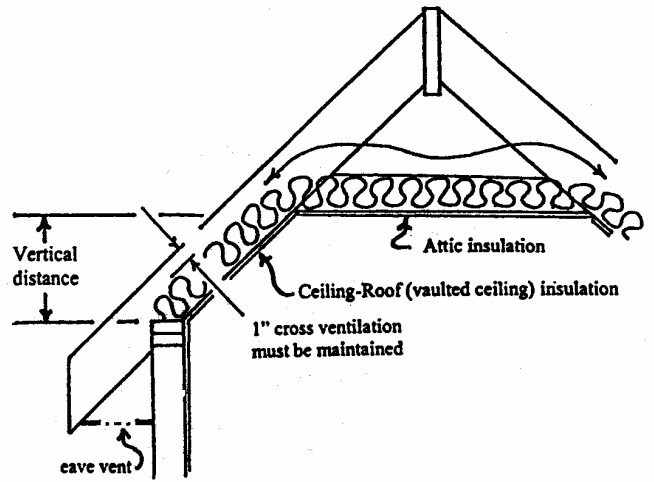 Vertical
distance
Attic insulation
Ceiling-Roof (vaulted ceiling) insulation
1” cross ventilation
must be maintained
eave vent